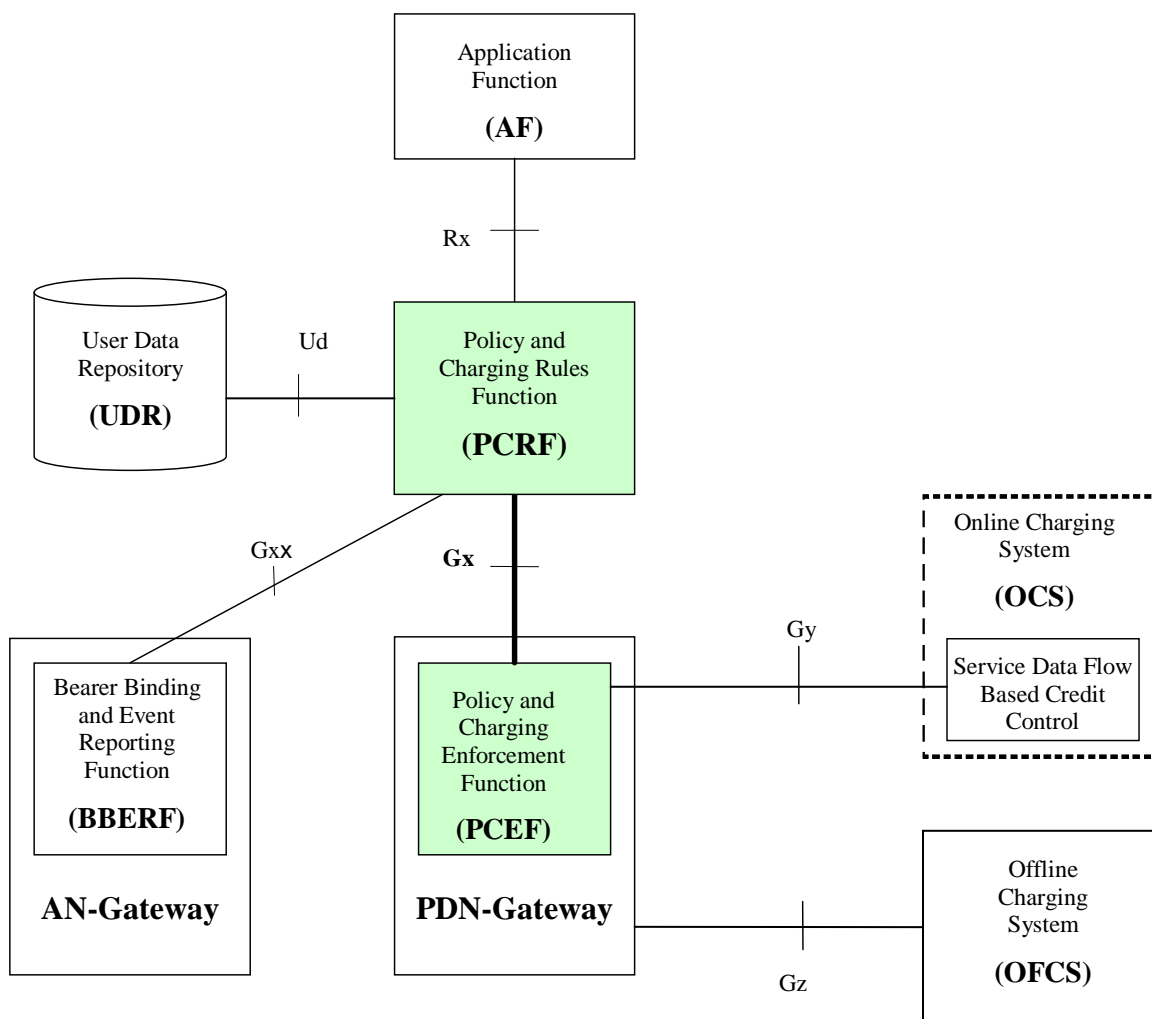 Application
Function
(AF)
Rx
User Data
Repository
(UDR)
Ud
Policy and
Charging Rules
Function
(PCRF)
Gxx
Gx
Online Charging
System
(OCS)
Gy
Service Data Flow
Based Credit
Control
Bearer Binding
and Event
Reporting
Function
(BBERF)
AN-Gateway
Policy and
Charging
Enforcement
Function
(PCEF)
PDN-Gateway
Offline
Charging
System
(OFCS)
Gz